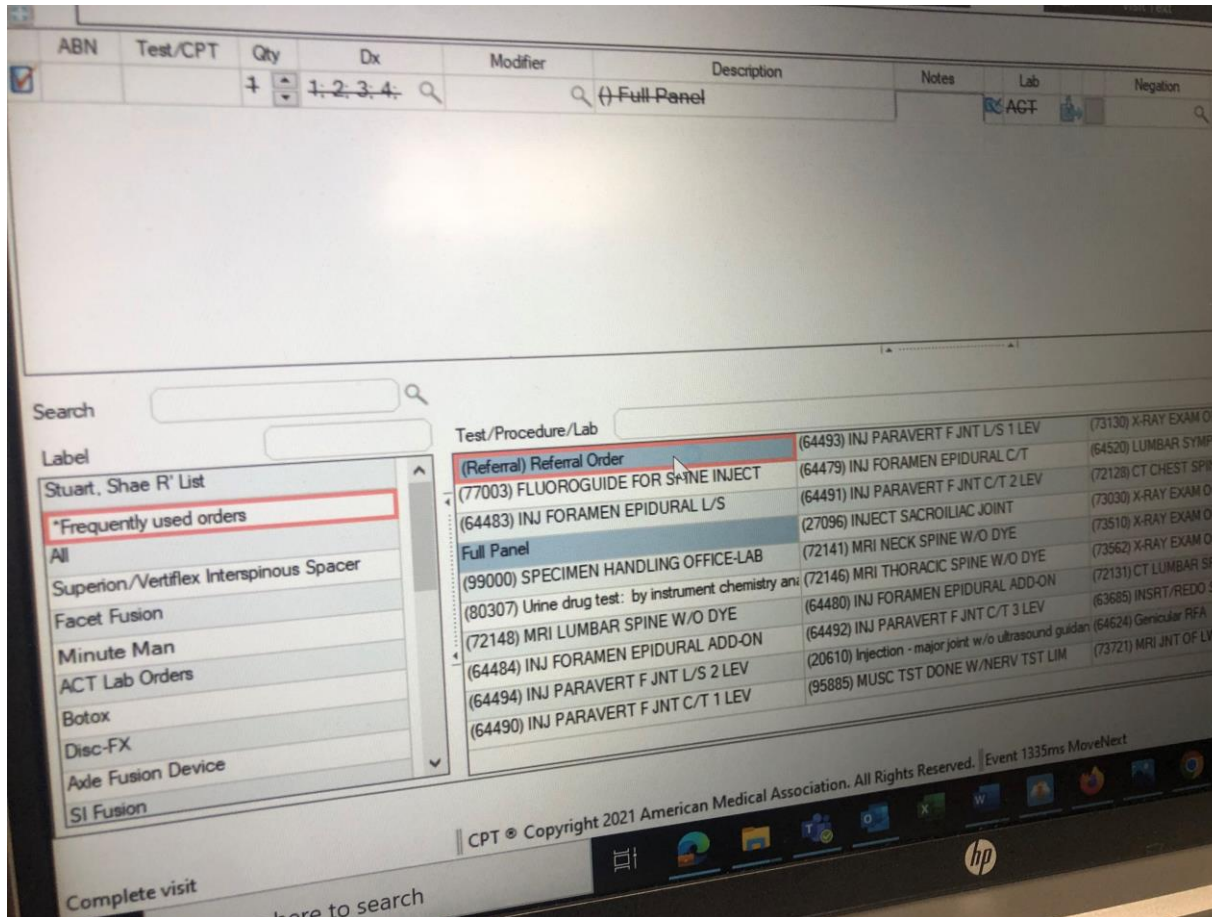 Visit Text
ABN Test/CPT Qty Dx Modifier Description Notes Lab Negation
1 1; 2; 3; 4; () Full Panel ACT
Search
Label
Stuart, Shae R' List
*Frequently used orders
All
Superion/Vertiflex Interspinous Spacer
Facet Fusion
Minute Man
ACT Lab Orders
Botox
Disc-FX
Axle Fusion Device
SI Fusion
Test/Procedure/Lab
(Referral) Referral Order
(77003) FLUOROGUIDE FOR SPINE INJECT
(64483) INJ FORAMEN EPIDURAL L/S
Full Panel
(99000) SPECIMEN HANDLING OFFICE-LAB
(80307) Urine drug test: by instrument chemistry ana
(72148) MRI LUMBAR SPINE W/O DYE
(64484) INJ FORAMEN EPIDURAL ADD-ON
(64494) INJ PARAVERT F JNT L/S 2 LEV
(64490) INJ PARAVERT F JNT C/T 1 LEV
(64493) INJ PARAVERT F JNT L/S 1 LEV
(64479) INJ FORAMEN EPIDURAL C/T
(64491) INJ PARAVERT F JNT C/T 2 LEV
(27096) INJECT SACROILIAC JOINT
(72141) MRI NECK SPINE W/O DYE
(72146) MRI THORACIC SPINE W/O DYE
(64480) INJ FORAMEN EPIDURAL ADD-ON
(64492) INJ PARAVERT F JNT C/T 3 LEV
(20610) Injection - major joint w/o ultrasound guidan
(95885) MUSC TST DONE W/NERV TST LIM
(73130) X-RAY EXAM O
(64520) LUMBAR SYMP
(72128) CT CHEST SPIN
(73030) X-RAY EXAM O
(73510) X-RAY EXAM O
(73562) X-RAY EXAM O
(72131) CT LUMBAR SP
(63685) INSRT/REDO S
(64624) Genicular RFA
(73721) MRI JNT OF LW
CPT ® Copyright 2021 American Medical Association. All Rights Reserved. Event 1335ms MoveNext
Complete visit
here to search
hp